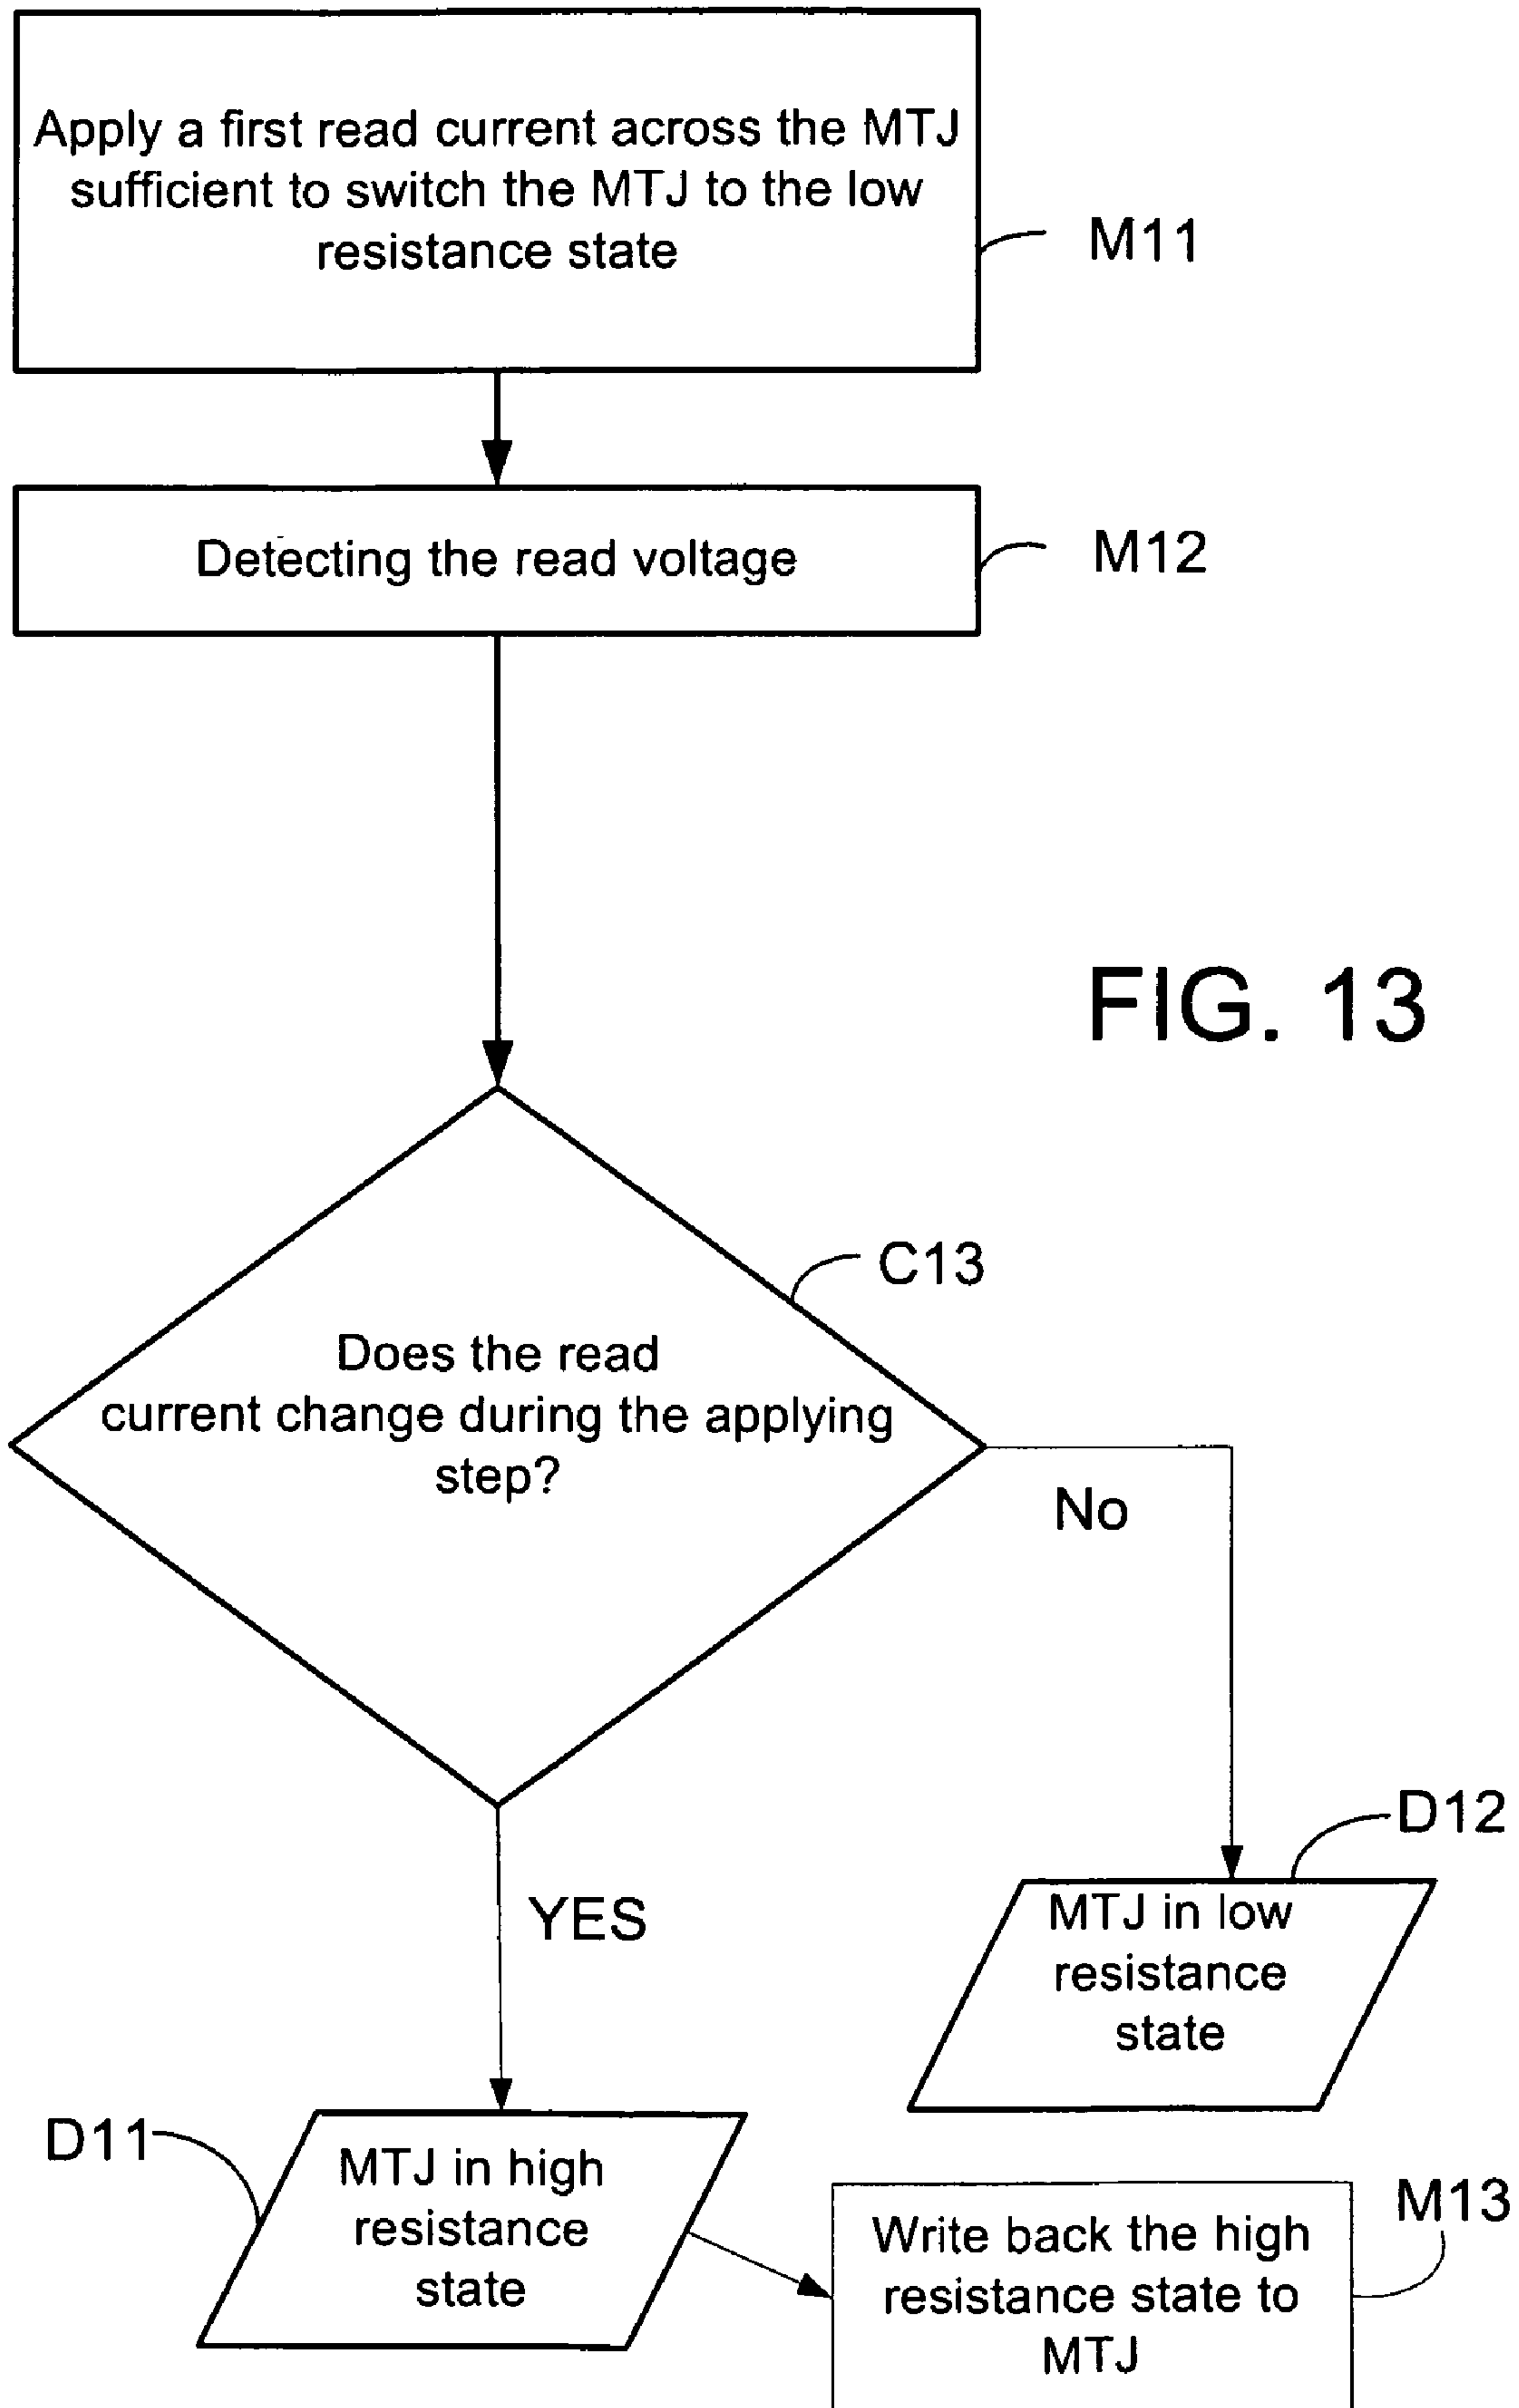 Apply a first read current across the MTJ
sufficient to switch the MTJ to the low
resistance state
M11
Detecting the read voltage
M12
FIG. 13
C13
Does the read
current change during the applying
step?
No
D12
MTJ in low
resistance
state
YES
D11
MTJ in high
resistance
state
M13
Write back the high
resistance state to
MTJ